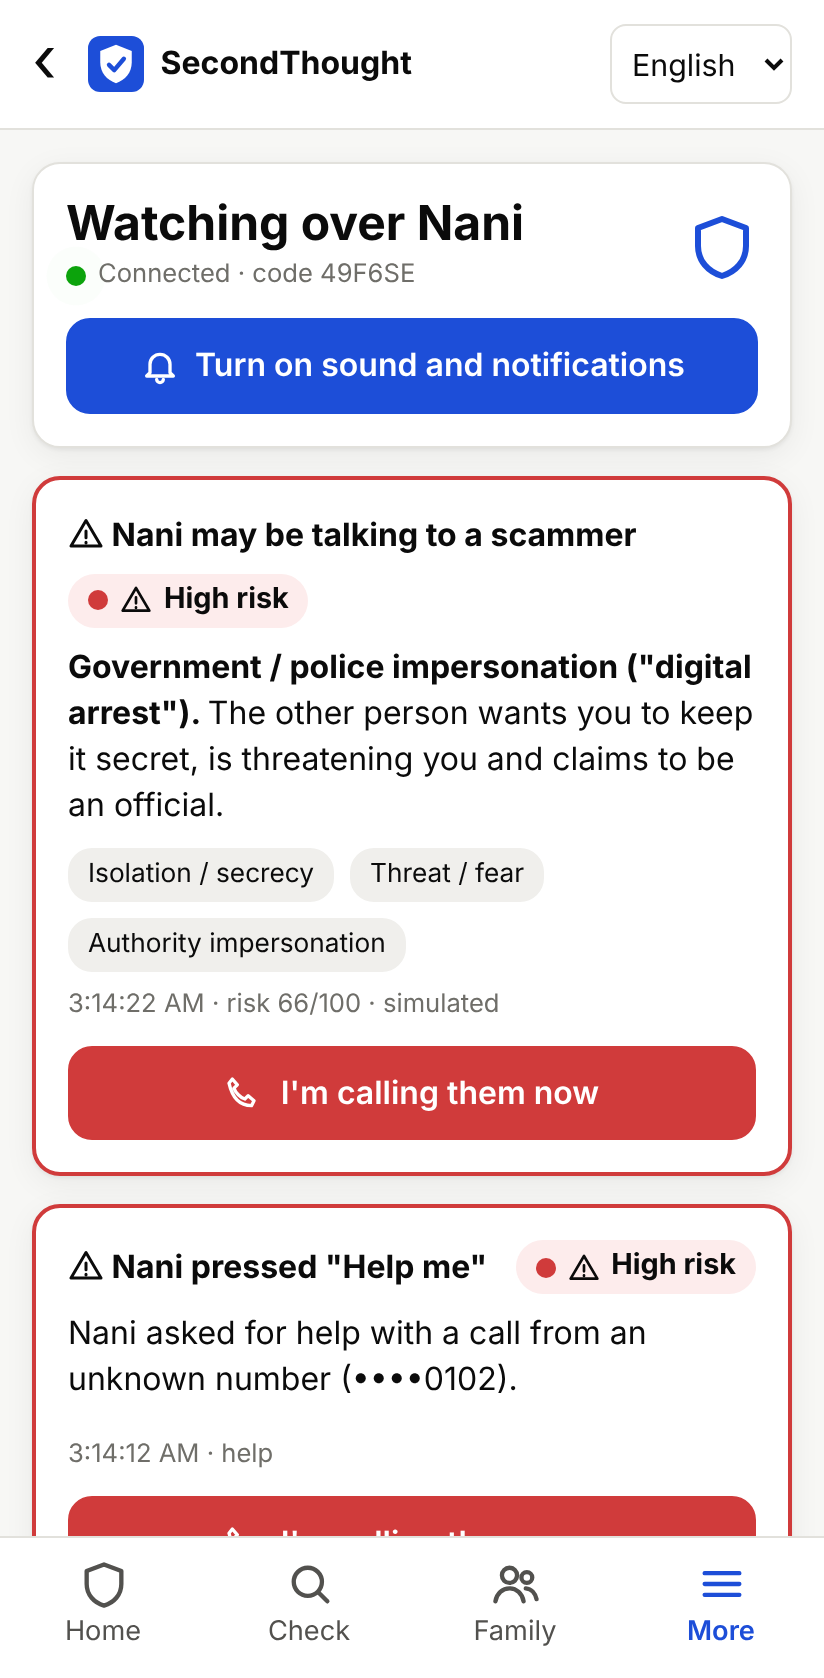 SecondThought
English
Watching over Nani
Connected · code 49F6SE
Turn on sound and notifications
Nani may be talking to a scammer
High risk
Government / police impersonation ("digital
arrest"). The other person wants you to keep
it secret, is threatening you and claims to be
an official.
Isolation / secrecy
Threat / fear
Authority impersonation
3:14:22 AM · risk 66/100 · simulated
I'm calling them now
Nani pressed "Help me"
High risk
Nani asked for help with a call from an
unknown number (••••0102).
3:14:12 AM · help
Home
Check
Family
More